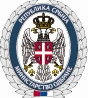 РЕПУБЛИКА СРБИЈА
МИНИСТАРСТВО ОДБРАНЕ